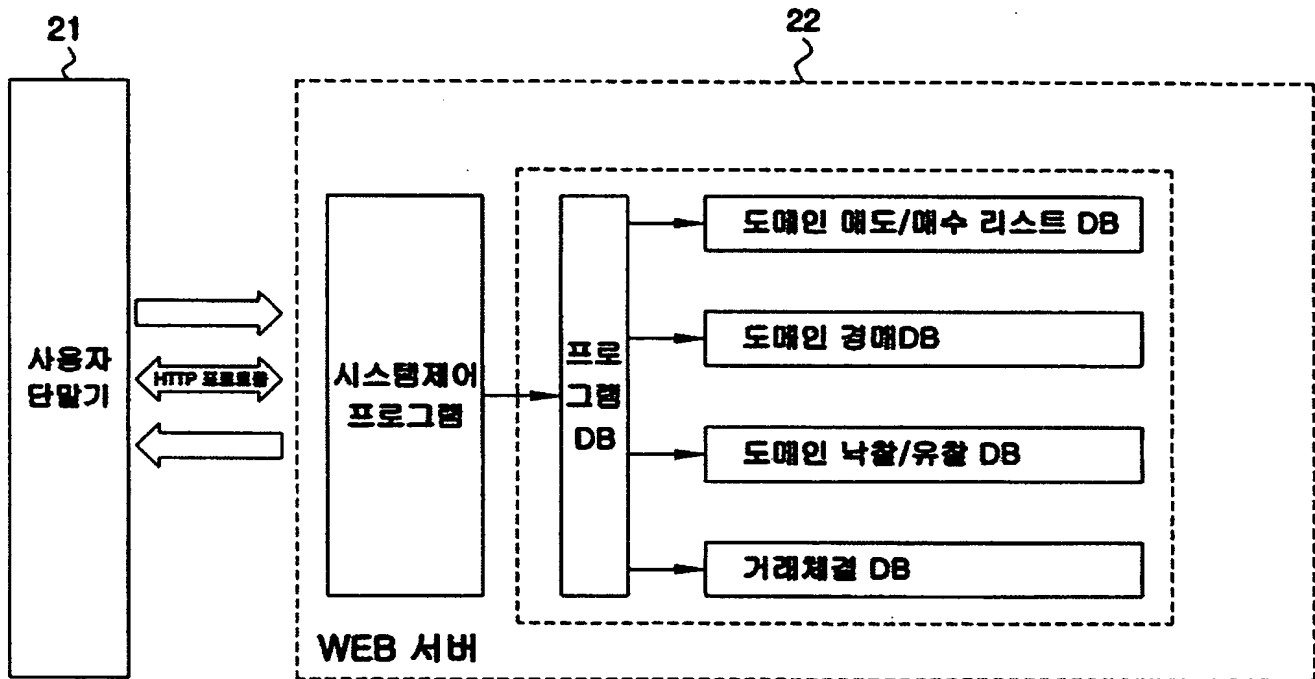 21
22
사용자
단말기
HTTP 프로토콜
시스템제어
프로그램
프로
그램
DB
도메인 매도/매수 리스트 DB
도메인 경매DB
도메인 낙찰/유찰 DB
거래체결 DB
WEB 서버